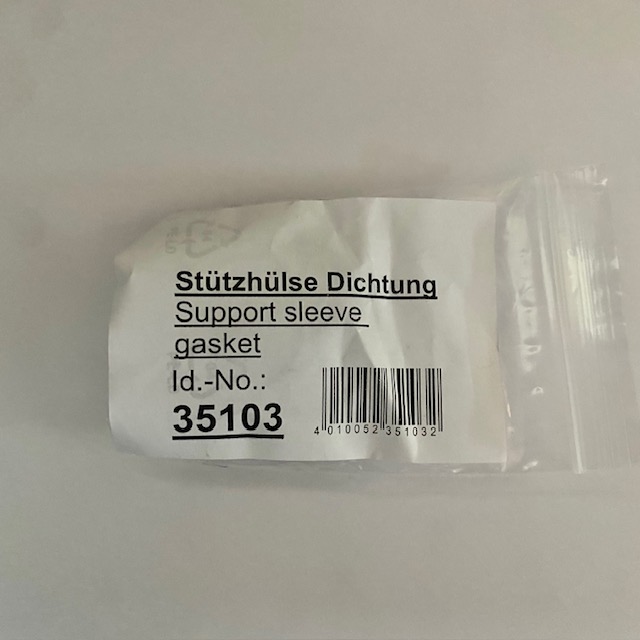 Stützhülse Dichtung
Support sleeve
gasket
Id.-No.:
35103
4 010052 351032